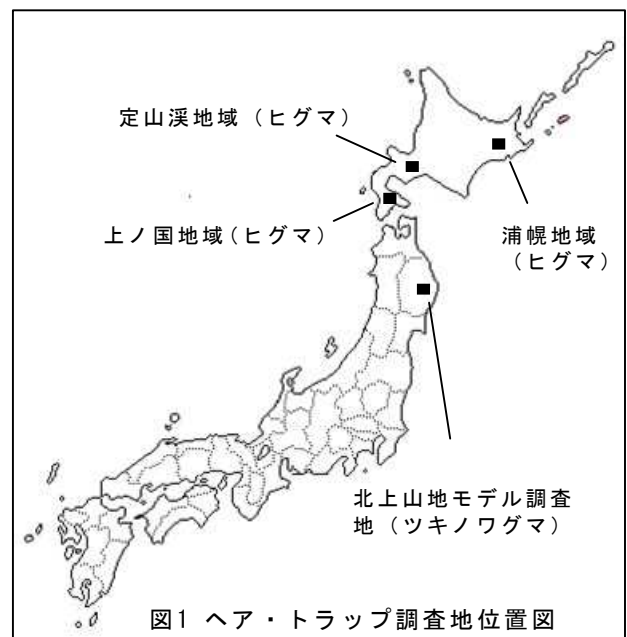 定山渓地域（ヒグマ）
上ノ国地域（ヒグマ）
浦幌地域
（ヒグマ）
北上山地モデル調査
地（ツキノワグマ）
図1 ヘア・トラップ調査地位置図